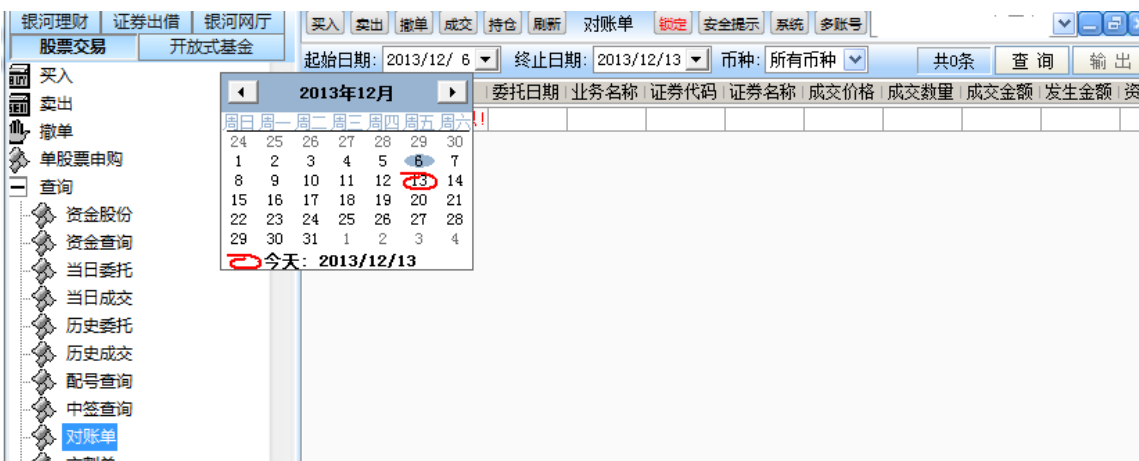 银河理财 证券出借 银河网厅 买入 卖出 撤单 成交 持仓 刷新 对账单 锁定 安全提示 系统 多账号
股票交易 开放式基金
起始日期: 2013/12/ 6 终止日期: 2013/12/13 币种: 所有币种 共0条 查 询 输 出
买入
委托日期 业务名称 证券代码 证券名称 成交价格 成交数量 成交金额 发生金额 资
卖出
撤单
单股票申购
查询
资金股份
资金查询
当日委托
当日成交
历史委托
历史成交
配号查询
中签查询
对账单
2013年12月
周日 周一 周二 周三 周四 周五 周六
24 25 26 27 28 29 30
1 2 3 4 5 6 7
8 9 10 11 12 13 14
15 16 17 18 19 20 21
22 23 24 25 26 27 28
29 30 31 1 2 3 4
今天: 2013/12/13